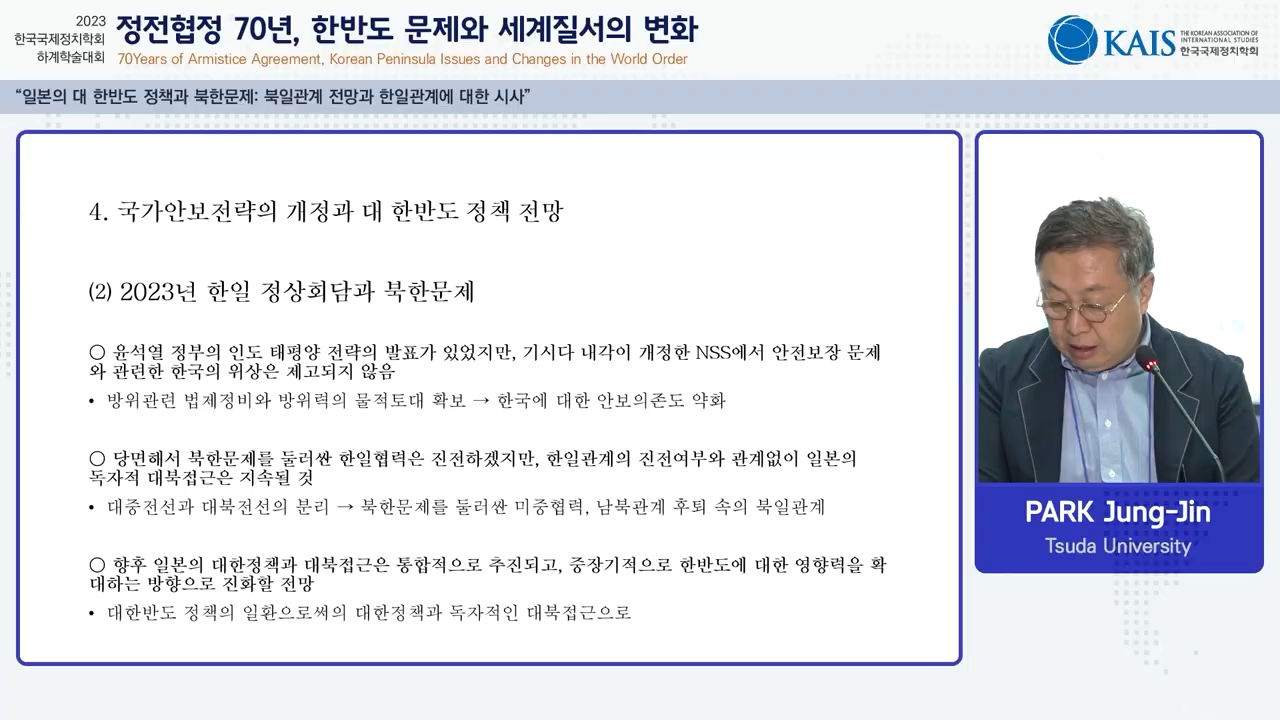 2023
한국국제정치학회
하계학술대회
정전협정 70년, 한반도 문제와 세계질서의 변화
70Years of Armistice Agreement, Korean Peninsula Issues and Changes in the World Order
KAIS
THE KOREAN ASSOCIATION OF
INTERNATIONAL STUDIES
한국국제정치학회
“일본의 대 한반도 정책과 북한문제: 북일관계 전망과 한일관계에 대한 시사”
4. 국가안보전략의 개정과 대 한반도 정책 전망
(2) 2023년 한일 정상회담과 북한문제
○ 윤석열 정부의 인도 태평양 전략의 발표가 있었지만, 기시다 내각이 개정한 NSS에서 안전보장 문제
와 관련한 한국의 위상은 제고되지 않음
• 방위관련 법제정비와 방위력의 물적토대 확보 → 한국에 대한 안보의존도 약화
○ 당면해서 북한문제를 둘러싼 한일협력은 진전하겠지만, 한일관계의 진전여부와 관계없이 일본의
독자적 대북접근은 지속될 것
• 대중전선과 대북전선의 분리 → 북한문제를 둘러싼 미중협력, 남북관계 후퇴 속의 북일관계
○ 향후 일본의 대한정책과 대북접근은 통합적으로 추진되고, 중장기적으로 한반도에 대한 영향력을 확
대하는 방향으로 진화할 전망
• 대한반도 정책의 일환으로써의 대한정책과 독자적인 대북접근으로
PARK Jung-Jin
Tsuda University